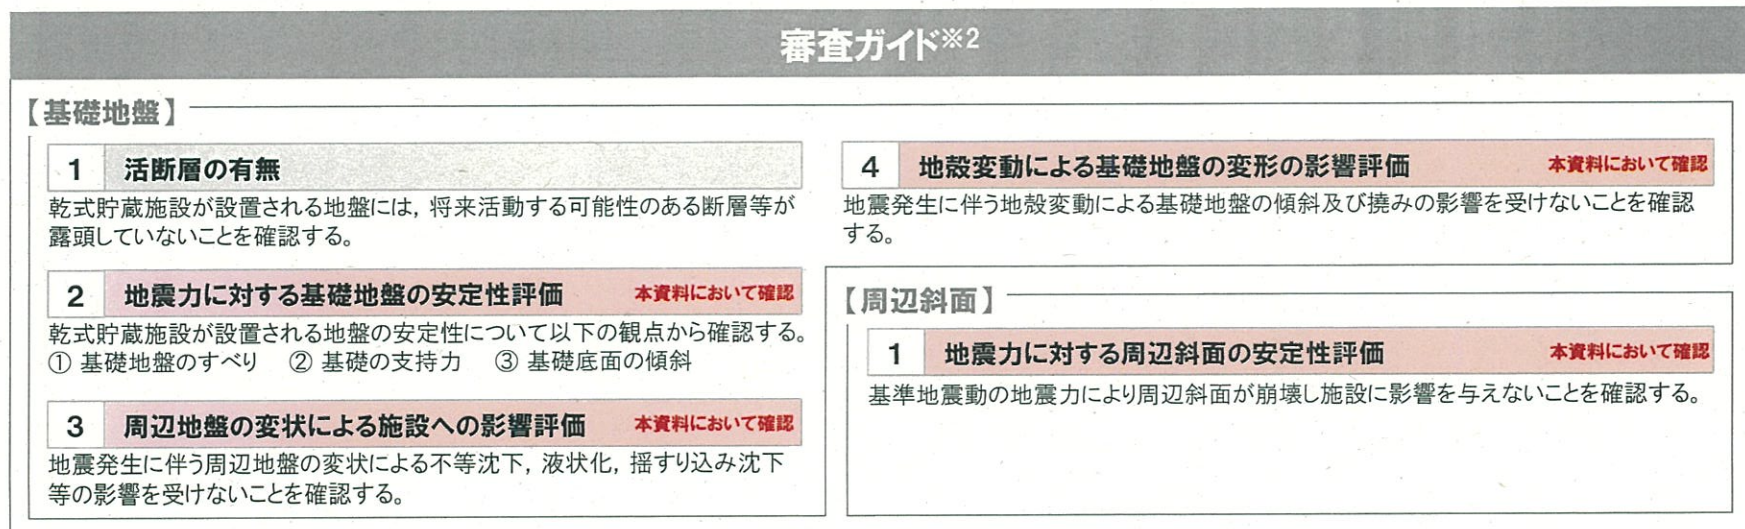 審査ガイド※2
【基礎地盤】
1 活断層の有無
乾式貯蔵施設が設置される地盤には, 将来活動する可能性のある断層等が
露頭していないことを確認する。
2 地震力に対する基礎地盤の安定性評価 本資料において確認
乾式貯蔵施設が設置される地盤の安定性について以下の観点から確認する。
① 基礎地盤のすべり ② 基礎の支持力 ③ 基礎底面の傾斜
3 周辺地盤の変状による施設への影響評価 本資料において確認
地震発生に伴う周辺地盤の変状による不等沈下, 液状化, 揺すり込み沈下
等の影響を受けないことを確認する。
4 地殻変動による基礎地盤の変形の影響評価 本資料において確認
地震発生に伴う地殻変動による基礎地盤の傾斜及び撓みの影響を受けないことを確認
する。
【周辺斜面】
1 地震力に対する周辺斜面の安定性評価 本資料において確認
基準地震動の地震力により周辺斜面が崩壊し施設に影響を与えないことを確認する。